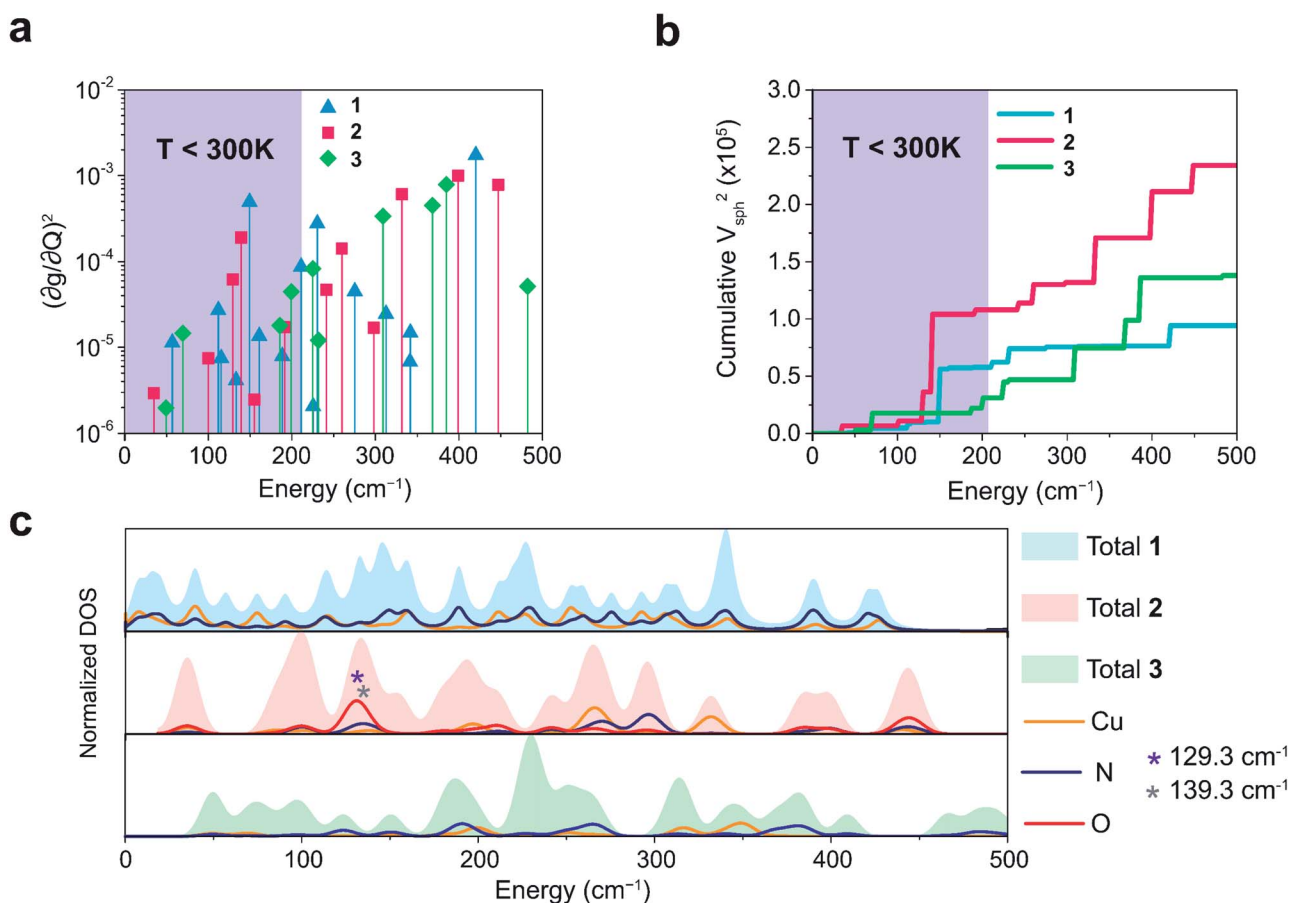 a
10⁻²
10⁻³
10⁻⁴
10⁻⁵
10⁻⁶
(∂g/∂Q)²
T < 300K
1
2
3
0 100 200 300 400 500
Energy (cm⁻¹)
b
3.0
2.5
2.0
1.5
1.0
0.5
0.0
Cumulative V_sph² (x10⁵)
T < 300K
1
2
3
0 100 200 300 400 500
Energy (cm⁻¹)
c
Normalized DOS
*
*
0 100 200 300 400 500
Energy (cm⁻¹)
Total 1
Total 2
Total 3
Cu
N
O
* 129.3 cm⁻¹
* 139.3 cm⁻¹